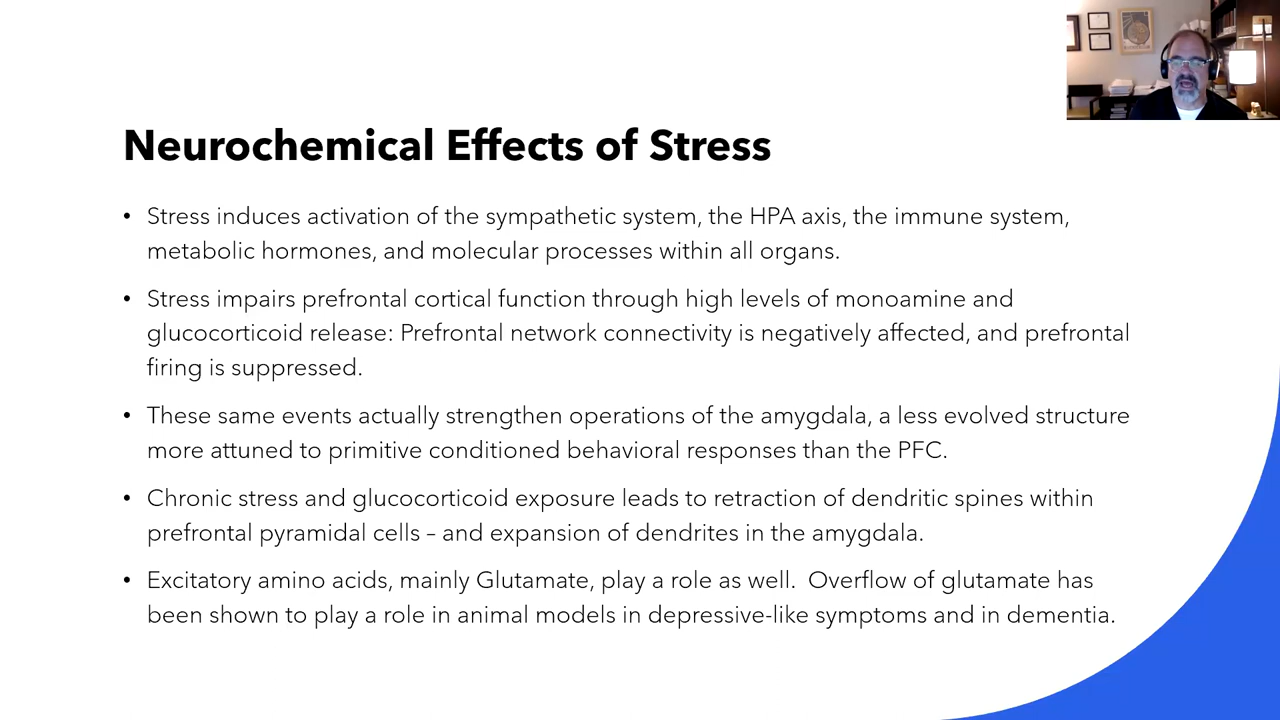 Neurochemical Effects of Stress
• Stress induces activation of the sympathetic system, the HPA axis, the immune system,
metabolic hormones, and molecular processes within all organs.
• Stress impairs prefrontal cortical function through high levels of monoamine and
glucocorticoid release: Prefrontal network connectivity is negatively affected, and prefrontal
firing is suppressed.
• These same events actually strengthen operations of the amygdala, a less evolved structure
more attuned to primitive conditioned behavioral responses than the PFC.
• Chronic stress and glucocorticoid exposure leads to retraction of dendritic spines within
prefrontal pyramidal cells – and expansion of dendrites in the amygdala.
• Excitatory amino acids, mainly Glutamate, play a role as well.  Overflow of glutamate has
been shown to play a role in animal models in depressive-like symptoms and in dementia.